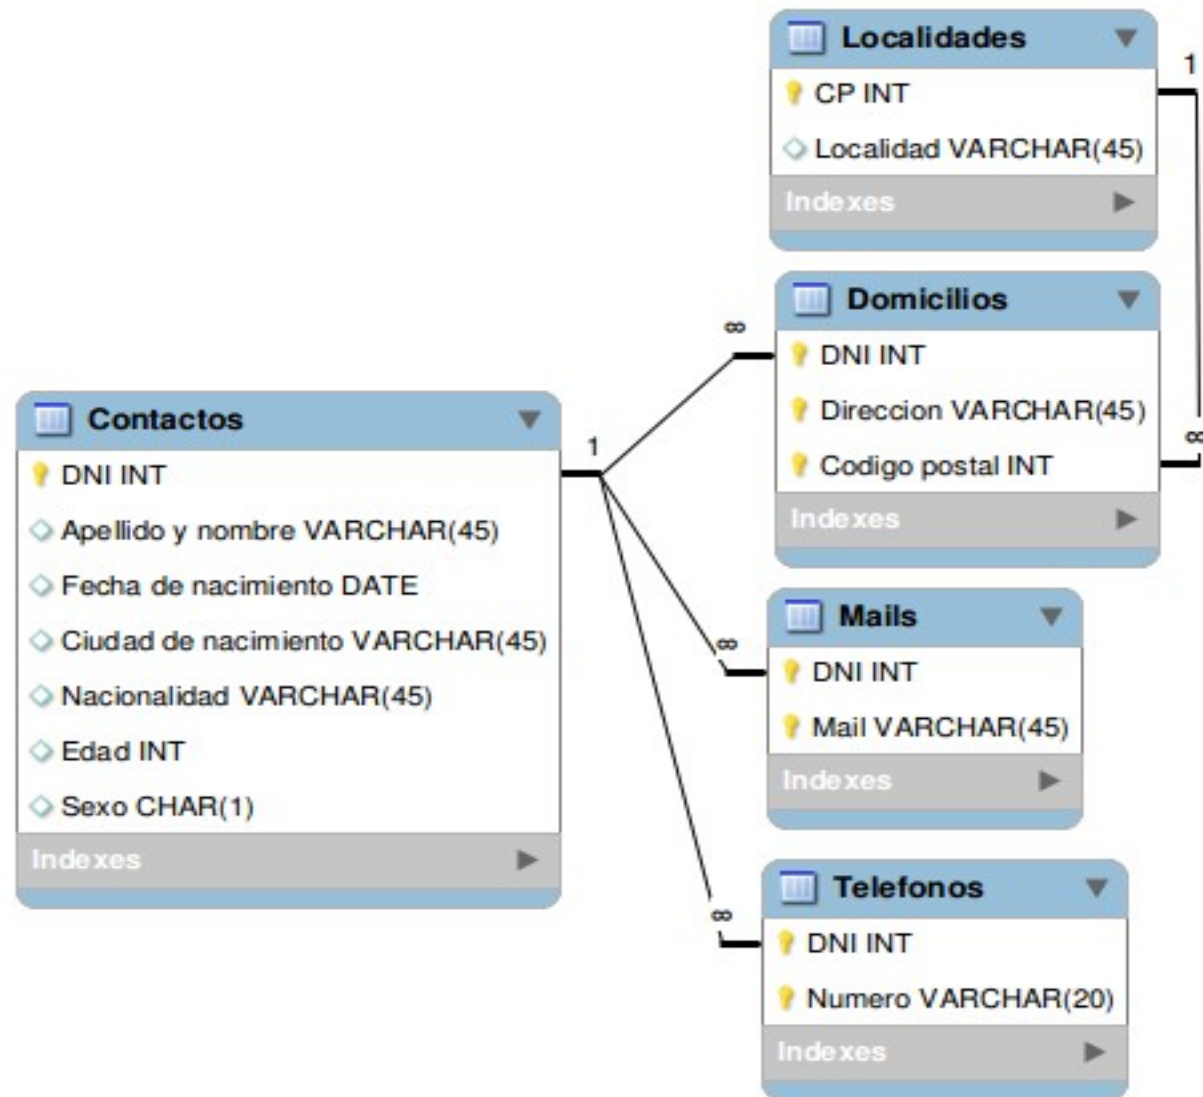 Localidades
CP INT
Localidad VARCHAR(45)
Indexes
1
Domicilios
DNI INT
Direccion VARCHAR(45)
Codigo postal INT
Indexes
∞
∞
Contactos
DNI INT
Apellido y nombre VARCHAR(45)
Fecha de nacimiento DATE
Ciudad de nacimiento VARCHAR(45)
Nacionalidad VARCHAR(45)
Edad INT
Sexo CHAR(1)
Indexes
1
Mails
DNI INT
Mail VARCHAR(45)
Indexes
∞
Telefonos
DNI INT
Numero VARCHAR(20)
Indexes
∞